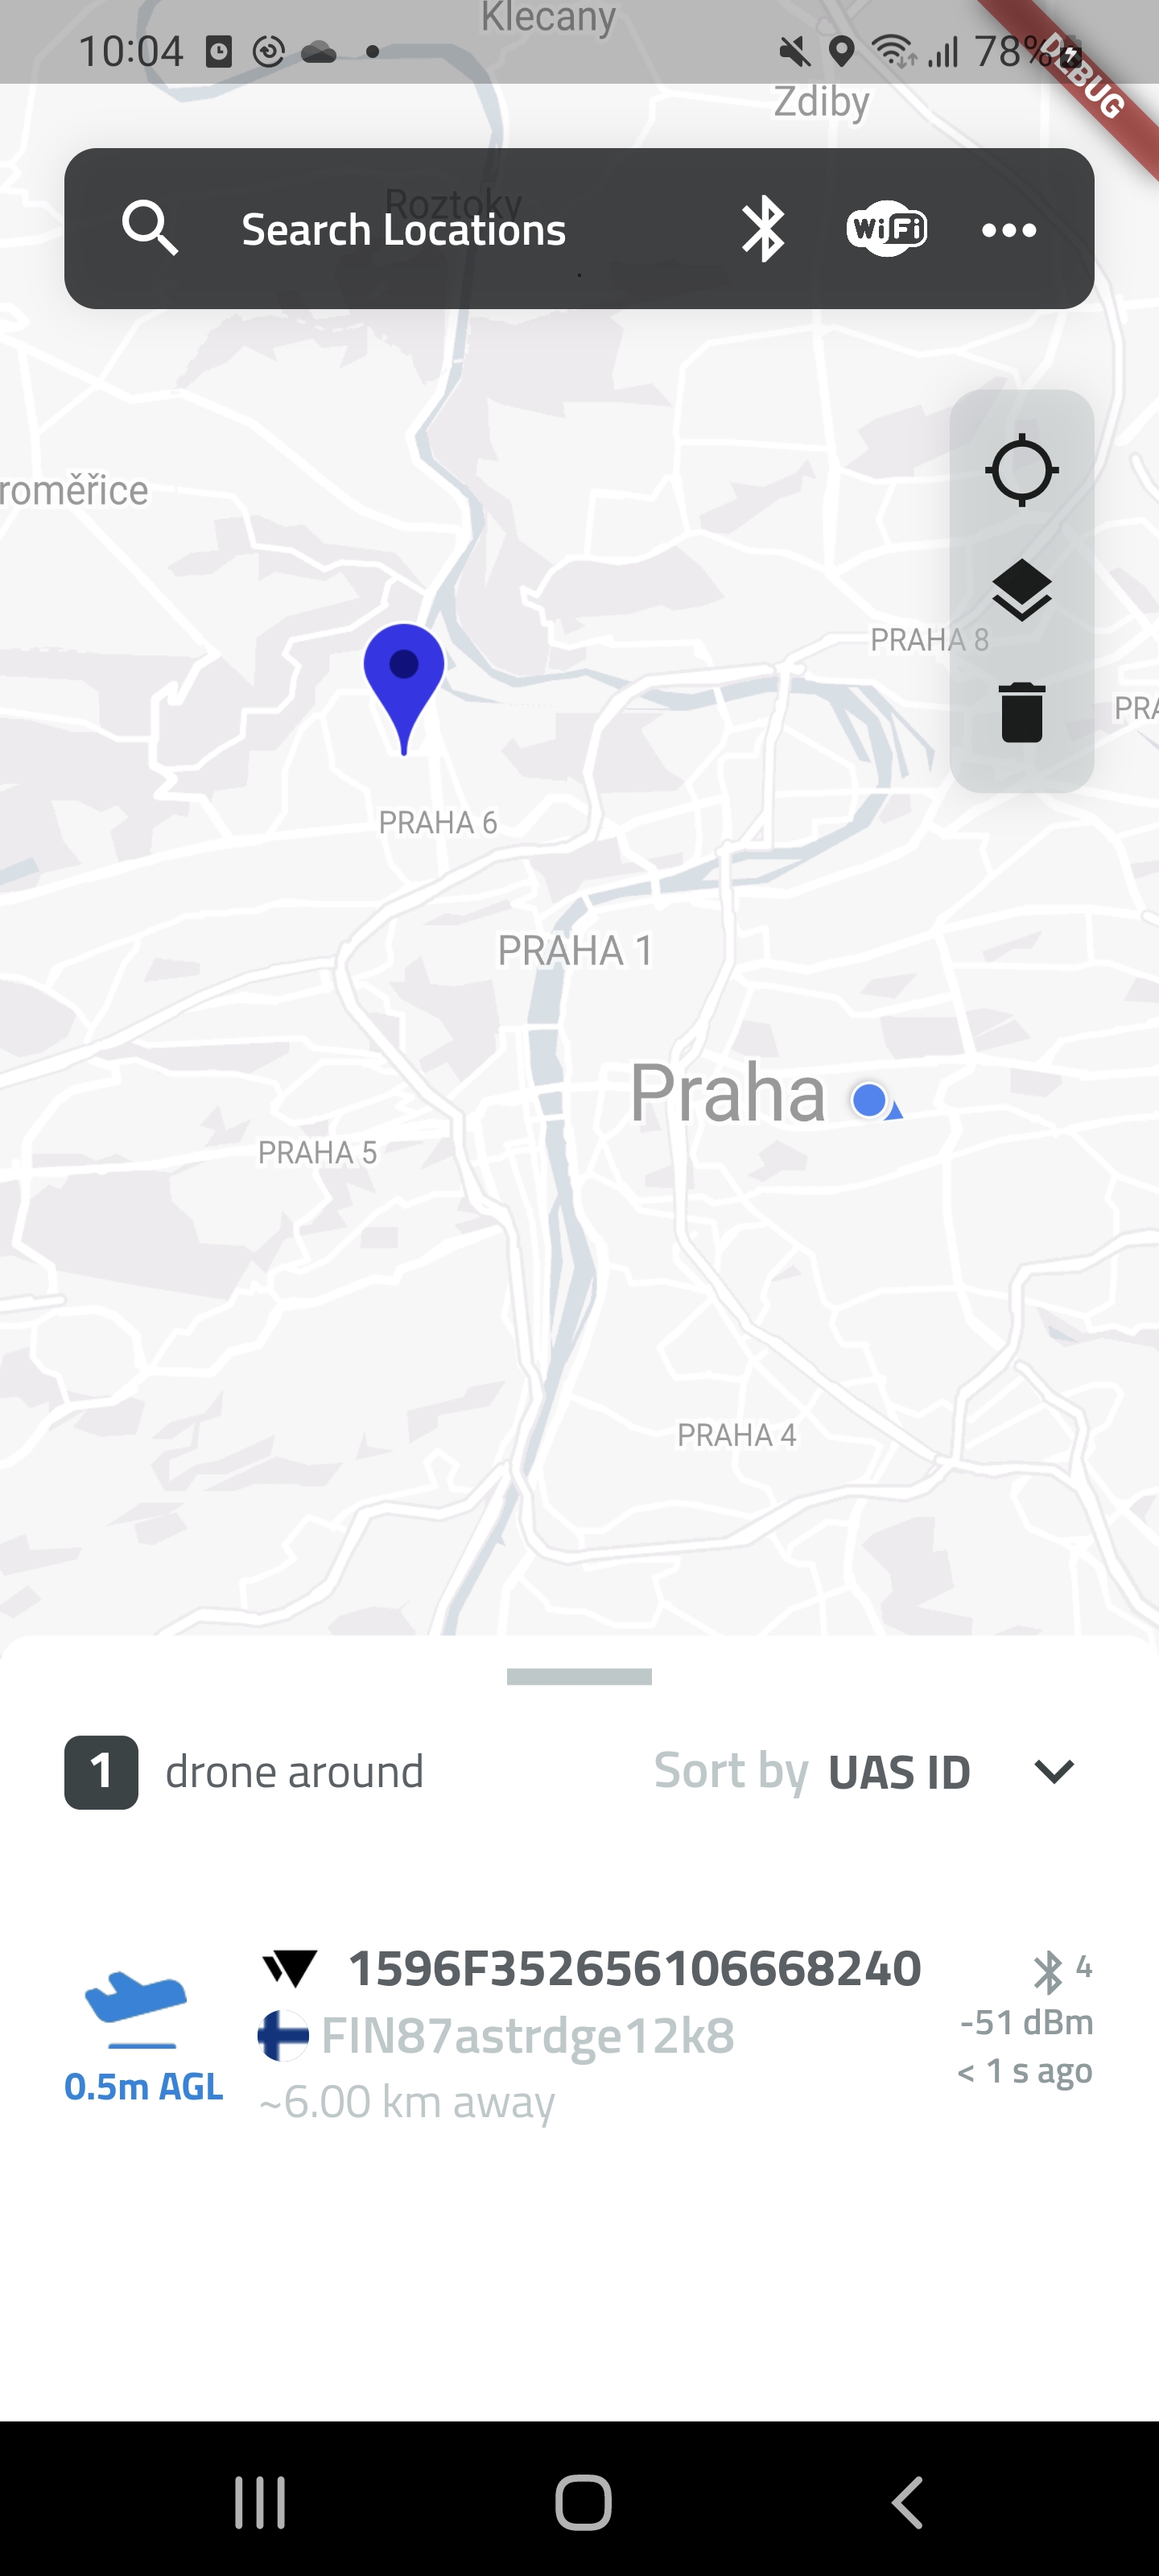 Klecany
10:04
78%
DEBUG
Zdiby
Roztoky
Search Locations
WiFi
roměřice
PRAHA 8
PRA
PRAHA 6
PRAHA 1
Praha
PRAHA 5
PRAHA 4
1 drone around
Sort by UAS ID
1596F352656106668240
4
FIN87astrdge12k8
-51 dBm
0.5m AGL
~6.00 km away
< 1 s ago